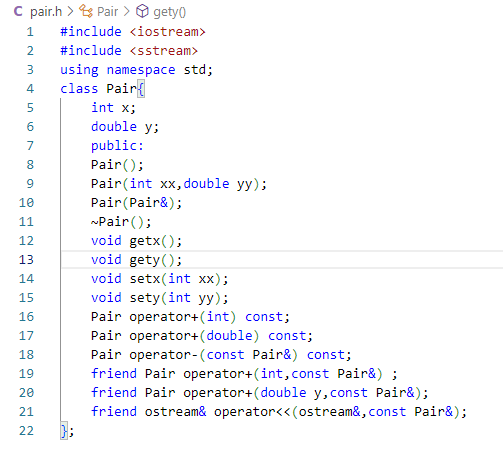 C pair.h > Pair > gety()
1 #include <iostream>
2 #include <sstream>
3 using namespace std;
4 class Pair{
5     int x;
6     double y;
7     public:
8     Pair();
9     Pair(int xx,double yy);
10     Pair(Pair&);
11     ~Pair();
12     void getx();
13     void gety();
14     void setx(int xx);
15     void sety(int yy);
16     Pair operator+(int) const;
17     Pair operator+(double) const;
18     Pair operator-(const Pair&) const;
19     friend Pair operator+(int,const Pair&) ;
20     friend Pair operator+(double y,const Pair&);
21     friend ostream& operator<<(ostream&,const Pair&);
22 };